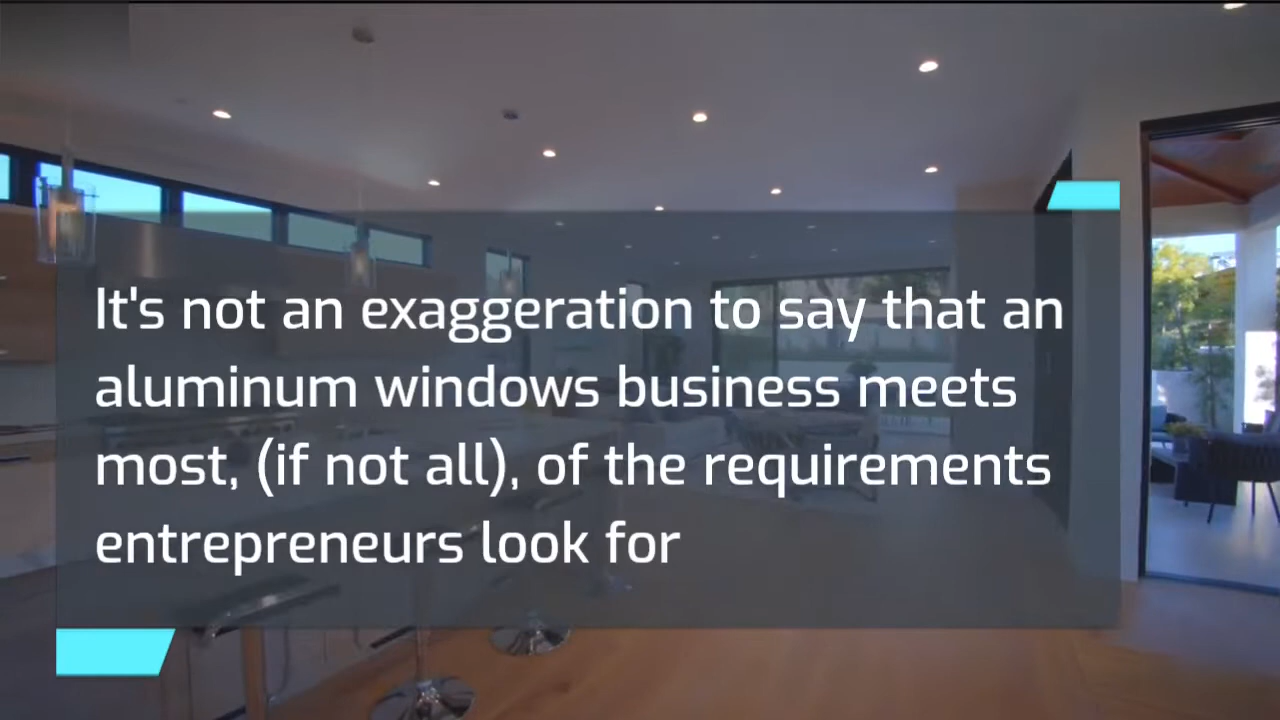 It's not an exaggeration to say that an
aluminum windows business meets
most, (if not all), of the requirements
entrepreneurs look for